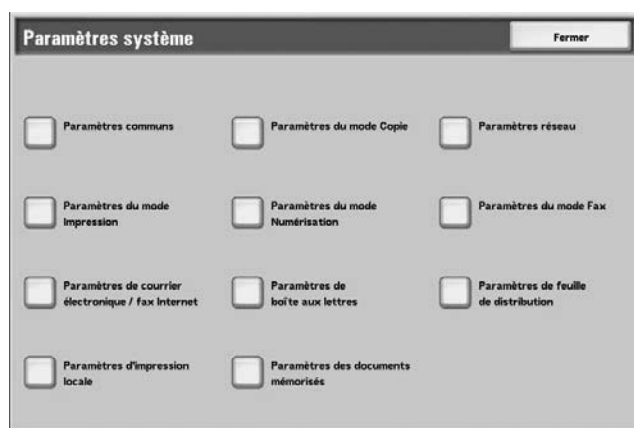 Paramètres système
Fermer
Paramètres communs
Paramètres du mode Copie
Paramètres réseau
Paramètres du mode
Impression
Paramètres du mode
Numérisation
Paramètres du mode Fax
Paramètres de courrier
électronique / fax Internet
Paramètres de
boîte aux lettres
Paramètres de feuille
de distribution
Paramètres d'impression
locale
Paramètres des documents
mémorisés